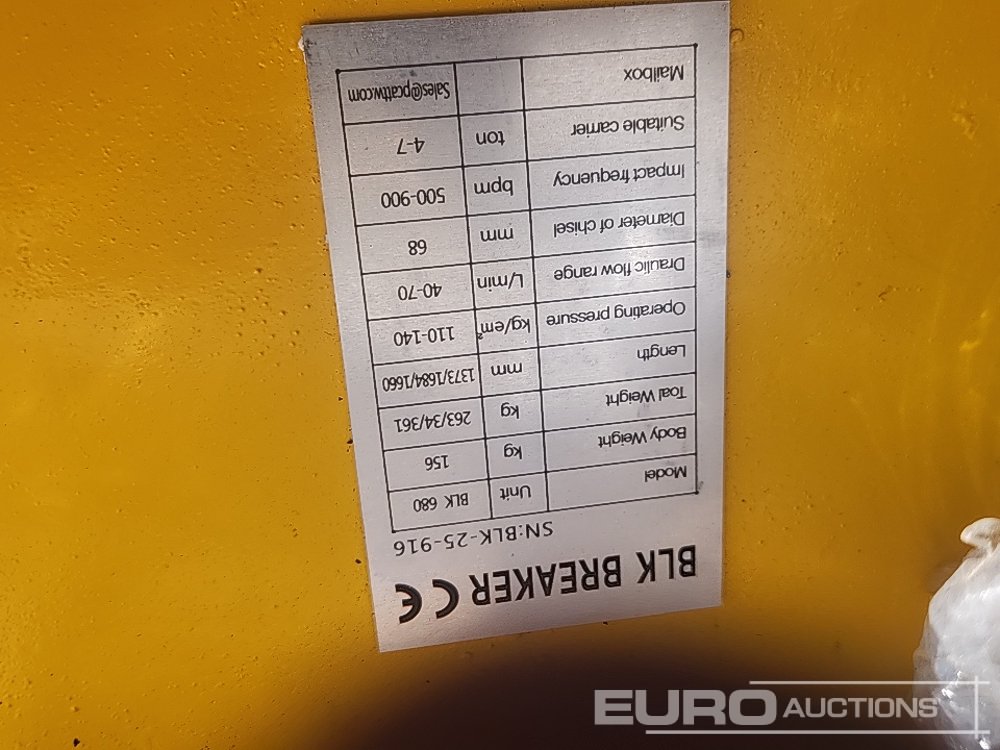 BLK BREAKER CE
SN:BLK-25-916
Model Unit BLK 680
Body Weight kg 156
Toal Weight kg 263/34/361
Length mm 1373/1684/1660
Operating pressure kg/em² 110-140
Draulic flow range L/min 40-70
Diameter of chisel mm 68
Impact frequency bpm 500-900
Suitable carrier ton 4-7
Mailbox Sales@pcattw.com
EURO AUCTIONS